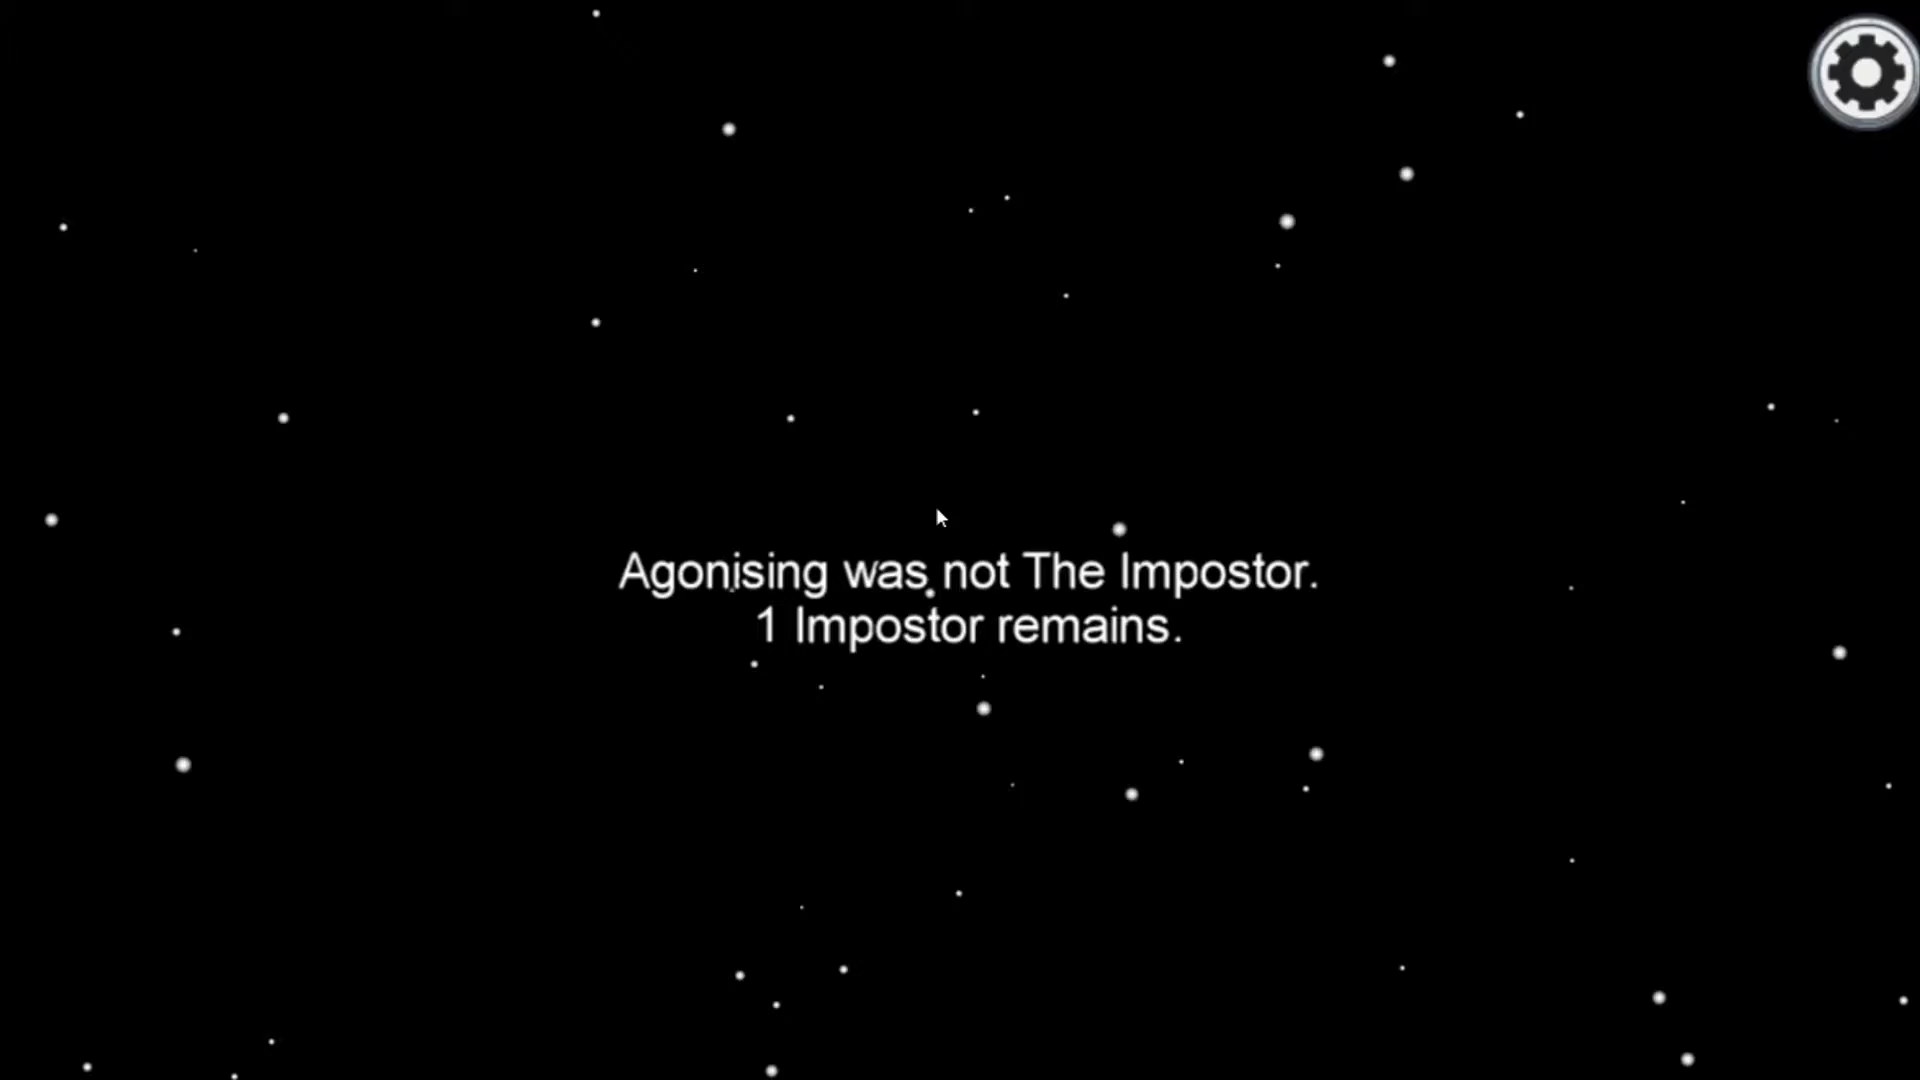 Agonising was not The Impostor.
1 Impostor remains.